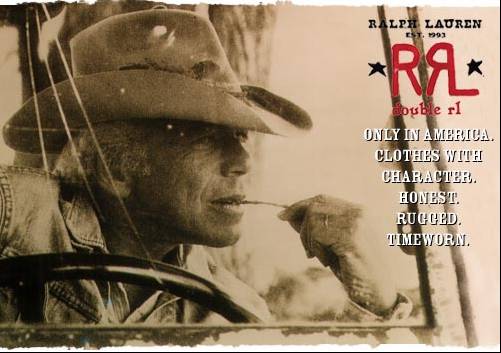 RALPH LAUREN
EST. 1993
RRL
double rl
ONLY IN AMERICA.
CLOTHES WITH
CHARACTER.
HONEST.
RUGGED.
TIMEWORN.